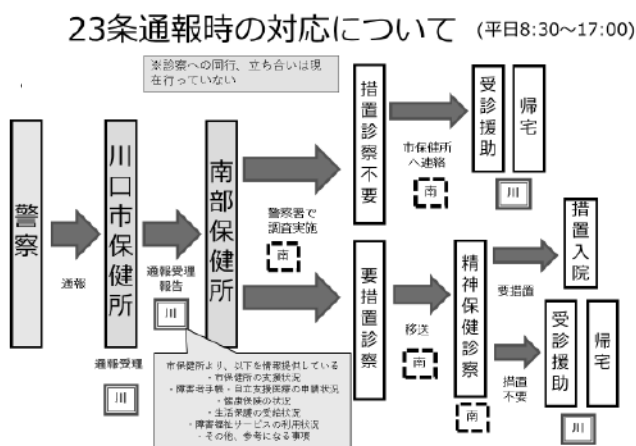 23条通報時の対応について (平日8:30～17:00)
※診察への同行、立ち合いは現
在行っていない
警察
通報
川口市保健所
通報受理
川
通報受理
報告
川
南部保健所
警察署で
調査実施
南
措置診察不要
市保健所
へ連絡
南
受診援助
帰宅
川
要措置診察
移送
南
精神保健診察
南
要措置
措置入院
措置
不要
受診援助
帰宅
川
市保健所より、以下を情報提供している
・市保健所の支援状況
・障害者手帳・自立支援医療の申請状況
・健康保険の状況
・生活保護の受給状況
・障害福祉サービスの利用状況
・その他、参考になる事項